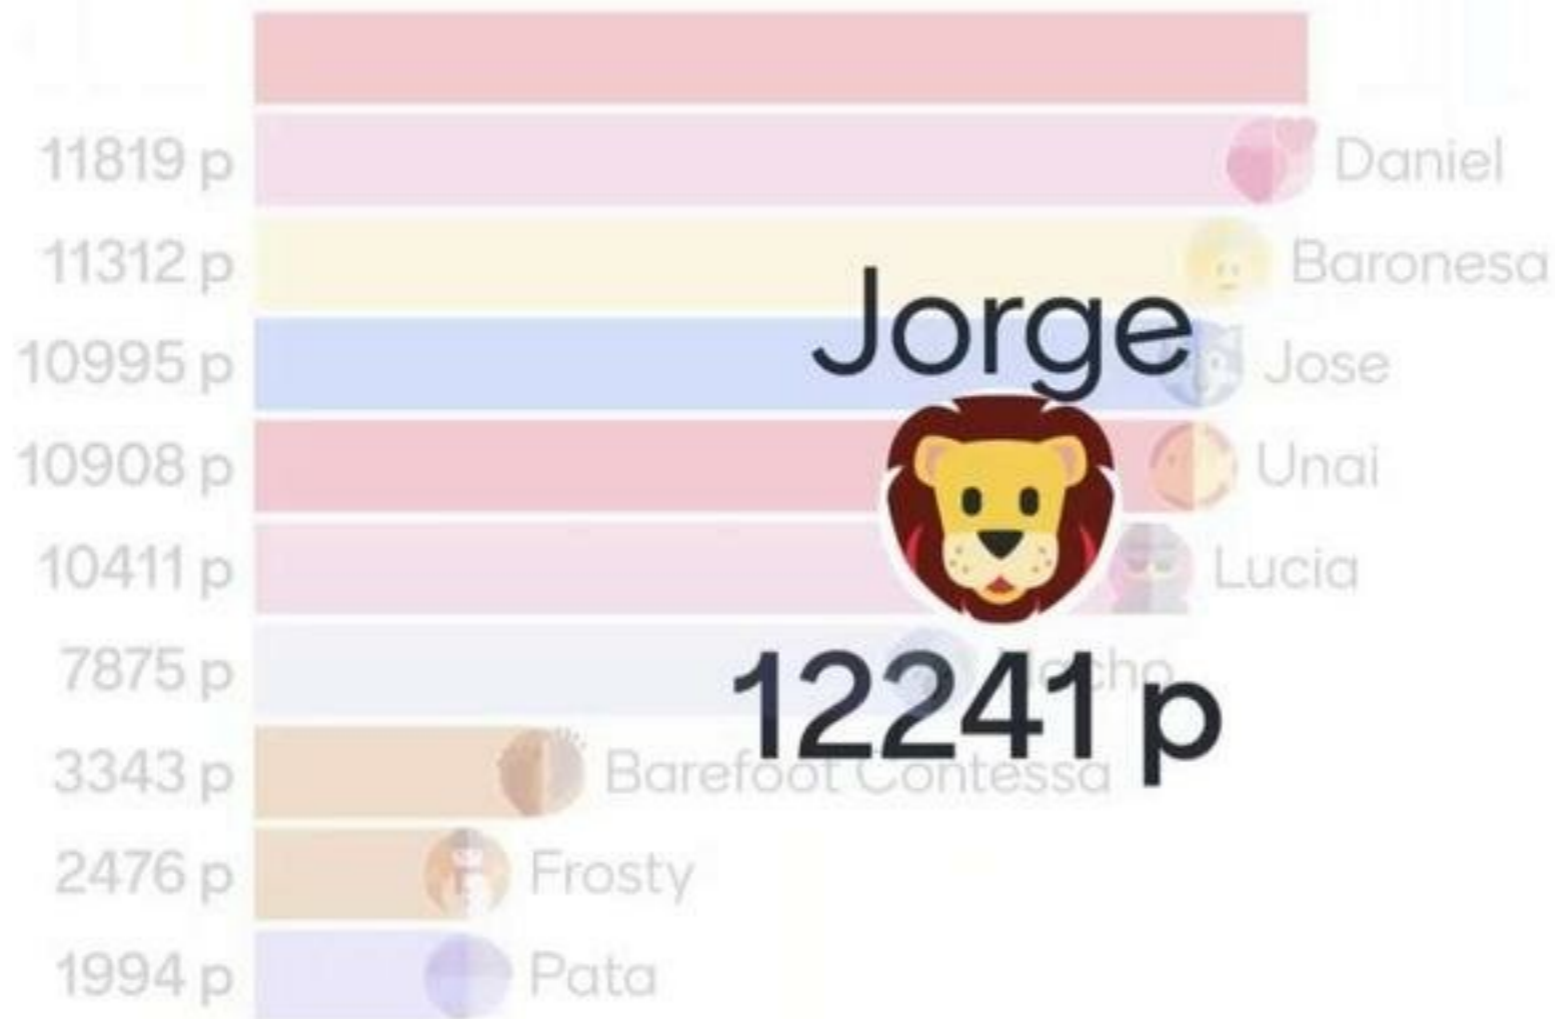 11819 p Daniel
11312 p Baronesa
Jorge
10995 p Jose
10908 p Unai
10411 p Lucia
7875 p
12241 p
3343 p Barefoot Contessa
2476 p Frosty
1994 p Pata